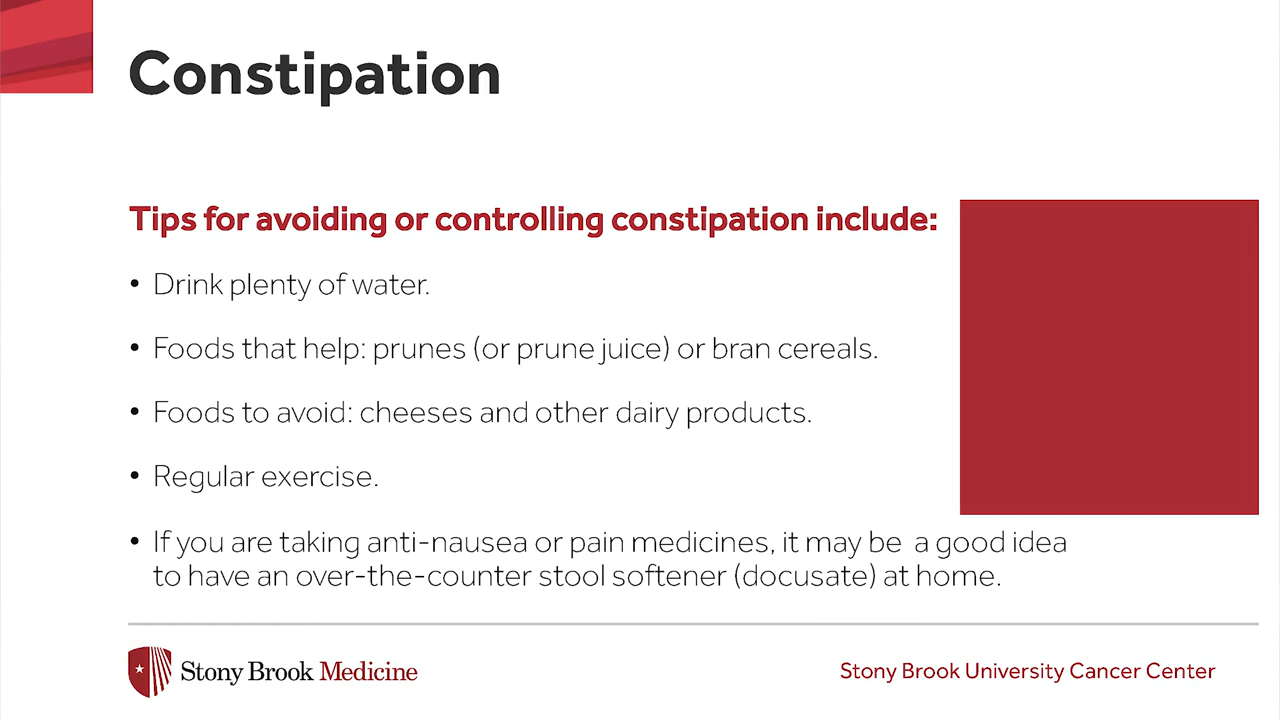 Constipation
Tips for avoiding or controlling constipation include:
• Drink plenty of water.
• Foods that help: prunes (or prune juice) or bran cereals.
• Foods to avoid: cheeses and other dairy products.
• Regular exercise.
• If you are taking anti-nausea or pain medicines, it may be  a good idea
to have an over-the-counter stool softener (docusate) at home.
Stony Brook Medicine
Stony Brook University Cancer Center